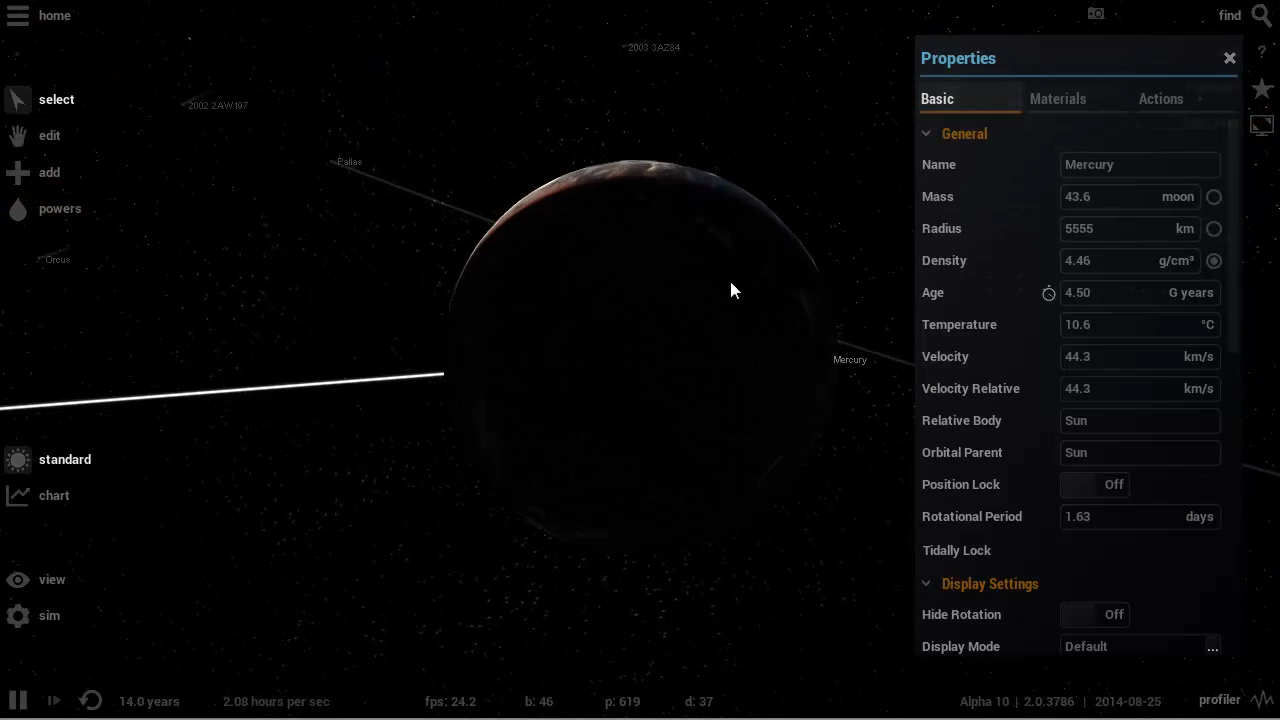 home
find
2003 3AZ84
Properties
select
2002 2AW197
Basic Materials Actions
edit
General
Pallas
Name Mercury
add
Mass 43.6 moon
powers
Radius 5555 km
Orcus
Density 4.46 g/cm³
Age 4.50 G years
Temperature 10.6 °C
Velocity 44.3 km/s
Mercury
Velocity Relative 44.3 km/s
Relative Body Sun
Orbital Parent Sun
standard
Position Lock Off
chart
Rotational Period 1.63 days
Tidally Lock
view
Display Settings
sim
Hide Rotation Off
Display Mode Default ...
14.0 years 2.08 hours per sec fps: 24.2 b: 46 p: 619 d: 37 Alpha 10 | 2.0.3786 | 2014-08-25 profiler